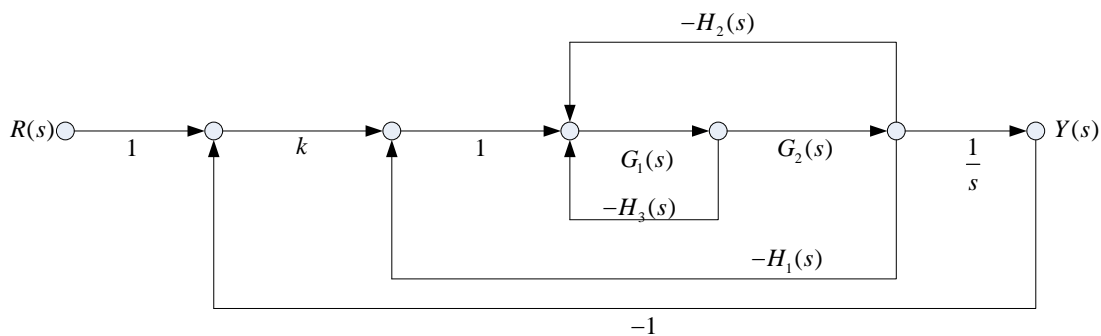 −H₂(s)
R(s) Y(s)
1 k 1 G₁(s) G₂(s) 1/s
−H₃(s)
−H₁(s)
−1